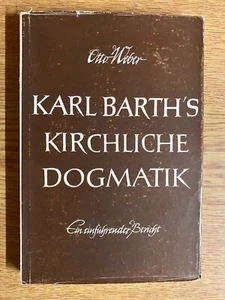 Otto Weber
KARL BARTH'S
KIRCHLICHE
DOGMATIK
Ein einführender Bericht